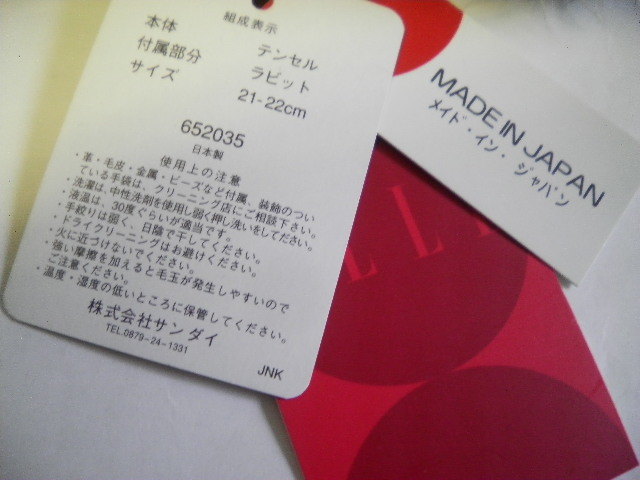 組成表示
本体 テンセル
付属部分 ラビット
サイズ 21-22cm
652035
日本製
使用上の注意
・革・毛皮・金属・ビーズなど付属、装飾のつい
ている手袋は、クリーニング店にご相談下さい。
・洗濯は、中性洗剤を使用し弱く押し洗いをしてください。
・液温は、30度ぐらいが適当です。
・手絞りは弱く、日陰で干してください。
・ドライクリーニングはお避けください。
・火に近づけないでください。
・強い摩擦を加えると毛玉が発生しやすいので
ご注意ください。
・温度・湿度の低いところに保管してください。
株式会社サンダイ
TEL.0879-24-1331
JNK
MADE IN JAPAN
メイド・イン・ジャパン
ELLE